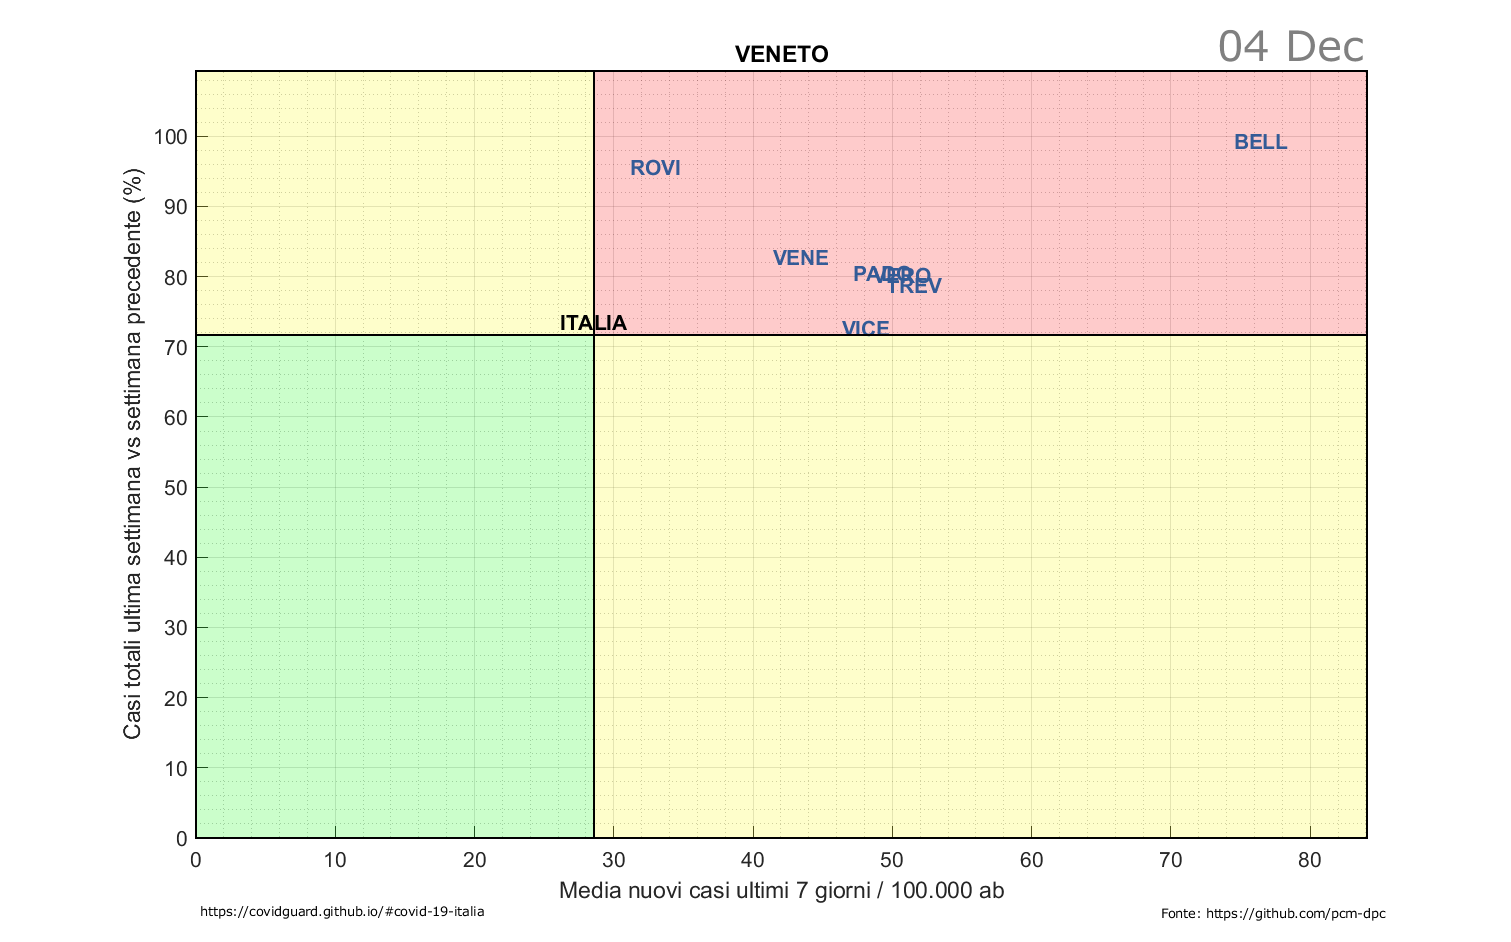 04 Dec
VENETO
100
90
80
70
60
50
40
30
20
10
0
Casi totali ultima settimana vs settimana precedente (%)
BELL
ROVI
VENE
PADO
VERO
TREV
VICE
ITALIA
0 10 20 30 40 50 60 70 80
Media nuovi casi ultimi 7 giorni / 100.000 ab
https://covidguard.github.io/#covid-19-italia
Fonte: https://github.com/pcm-dpc